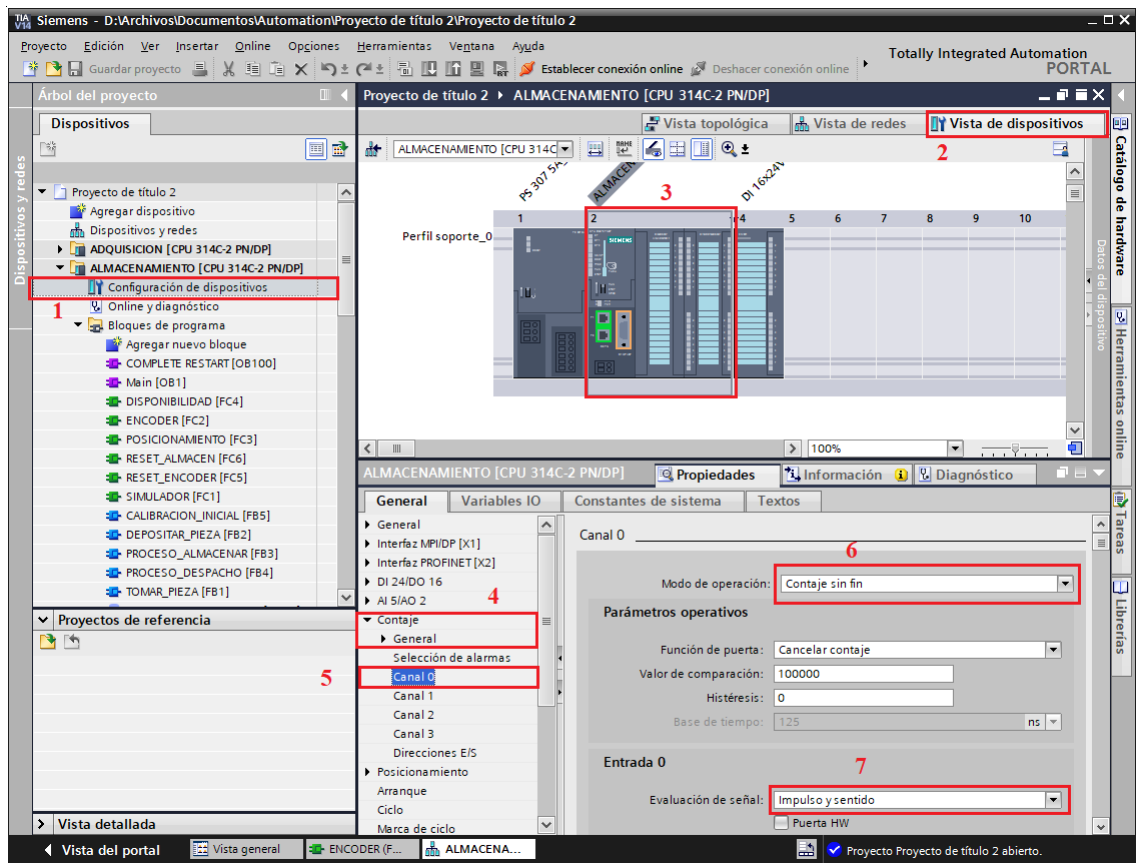 TIA V14 Siemens - D:\Archivos\Documentos\Automation\Proyecto de título 2\Proyecto de título 2
Proyecto Edición Ver Insertar Online Opciones Herramientas Ventana Ayuda
Totally Integrated Automation
PORTAL
Guardar proyecto Establecer conexión online Deshacer conexión online
Árbol del proyecto
Dispositivos
Dispositivos y redes
Proyecto de título 2
Agregar dispositivo
Dispositivos y redes
ADQUISICION [CPU 314C-2 PN/DP]
ALMACENAMIENTO [CPU 314C-2 PN/DP]
Configuración de dispositivos
1
Online y diagnóstico
Bloques de programa
Agregar nuevo bloque
COMPLETE RESTART [OB100]
Main [OB1]
DISPONIBILIDAD [FC4]
ENCODER [FC2]
POSICIONAMIENTO [FC3]
RESET_ALMACEN [FC6]
RESET_ENCODER [FC5]
SIMULADOR [FC1]
CALIBRACION_INICIAL [FB5]
DEPOSITAR_PIEZA [FB2]
PROCESO_ALMACENAR [FB3]
PROCESO_DESPACHO [FB4]
TOMAR_PIEZA [FB1]
Proyectos de referencia
Vista detallada
Proyecto de título 2 ALMACENAMIENTO [CPU 314C-2 PN/DP]
Vista topológica Vista de redes Vista de dispositivos
2
ALMACENAMIENTO [CPU 314C
PS 307 5A_ ALMACEN DI 16x24V
3
1 2 4 5 6 7 8 9 10
Perfil soporte_0
SIEMENS
100%
Datos del dispositivo
ALMACENAMIENTO [CPU 314C-2 PN/DP] Propiedades Información Diagnóstico
General Variables IO Constantes de sistema Textos
General
Interfaz MPI/DP [X1]
Interfaz PROFINET [X2]
DI 24/DO 16
AI 5/AO 2
4
Contaje
General
Selección de alarmas
5
Canal 0
Canal 1
Canal 2
Canal 3
Direcciones E/S
Posicionamiento
Arranque
Ciclo
Marca de ciclo
Canal 0
6
Modo de operación: Contaje sin fin
Parámetros operativos
Función de puerta: Cancelar contaje
Valor de comparación: 100000
Histéresis: 0
Base de tiempo: 125 ns
Entrada 0
7
Evaluación de señal: Impulso y sentido
Puerta HW
Catálogo de hardware
Herramientas online
Tareas
Librerías
Vista del portal Vista general ENCODER (F... ALMACENA... Proyecto Proyecto de título 2 abierto.